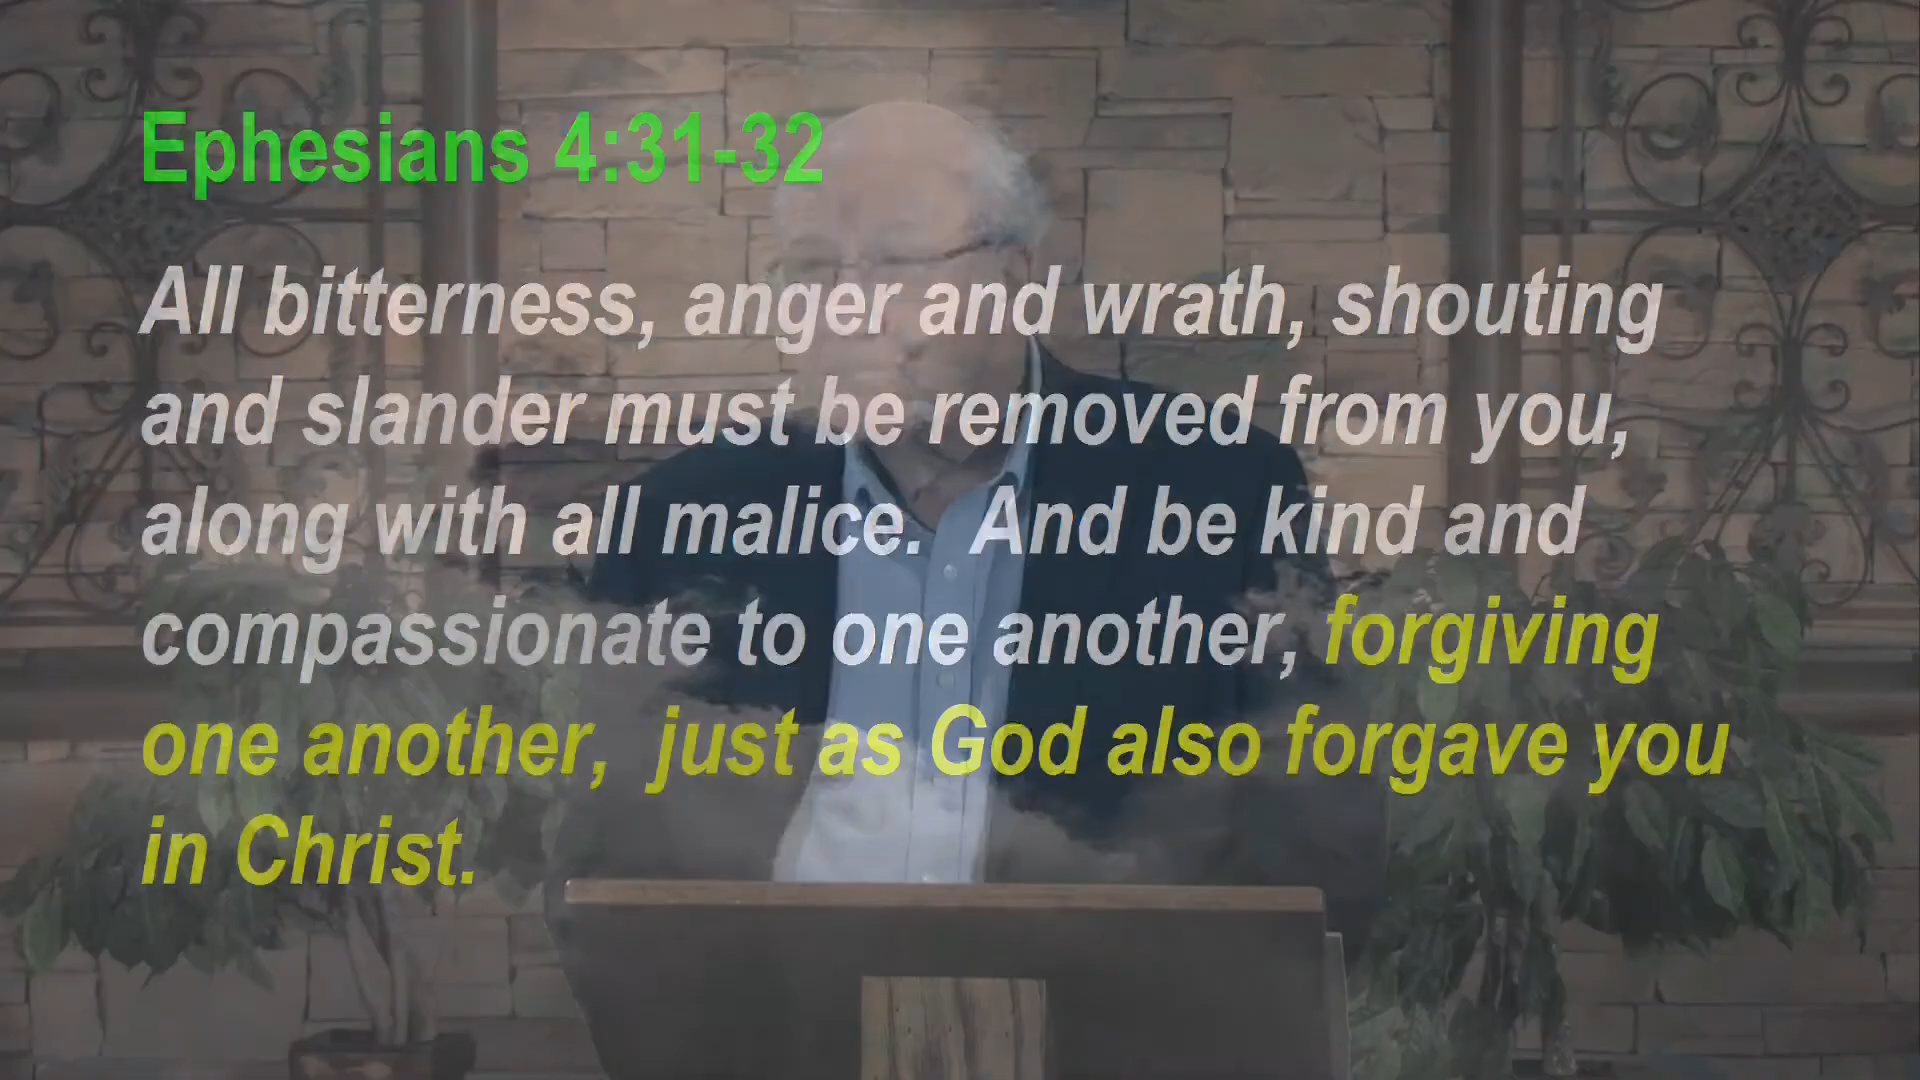 Ephesians 4:31-32
All bitterness, anger and wrath, shouting
and slander must be removed from you,
along with all malice.  And be kind and
compassionate to one another, forgiving
one another,  just as God also forgave you
in Christ.